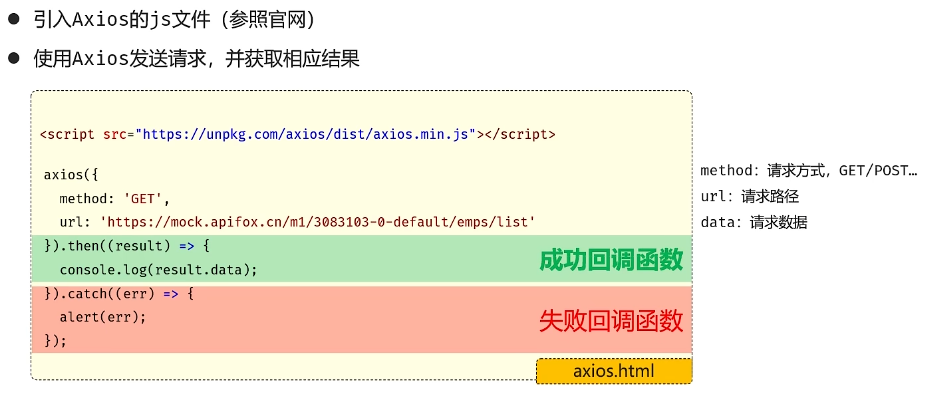 ● 引入Axios的js文件（参照官网）
● 使用Axios发送请求，并获取相应结果
<script src="https://unpkg.com/axios/dist/axios.min.js"></script>
axios({
  method: 'GET',
  url: 'https://mock.apifox.cn/m1/3083103-0-default/emps/list'
}).then((result) => {
  console.log(result.data);
成功回调函数
}).catch((err) => {
  alert(err);
失败回调函数
});
axios.html
method：请求方式，GET/POST…
url：请求路径
data：请求数据